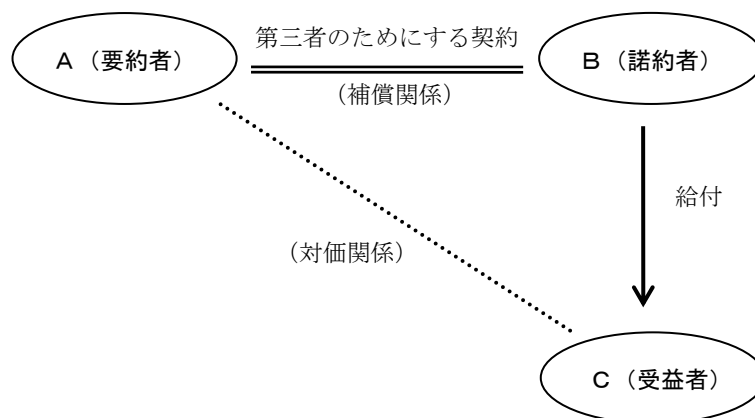 第三者のためにする契約
A（要約者）
B（諾約者）
（補償関係）
給付
（対価関係）
C（受益者）